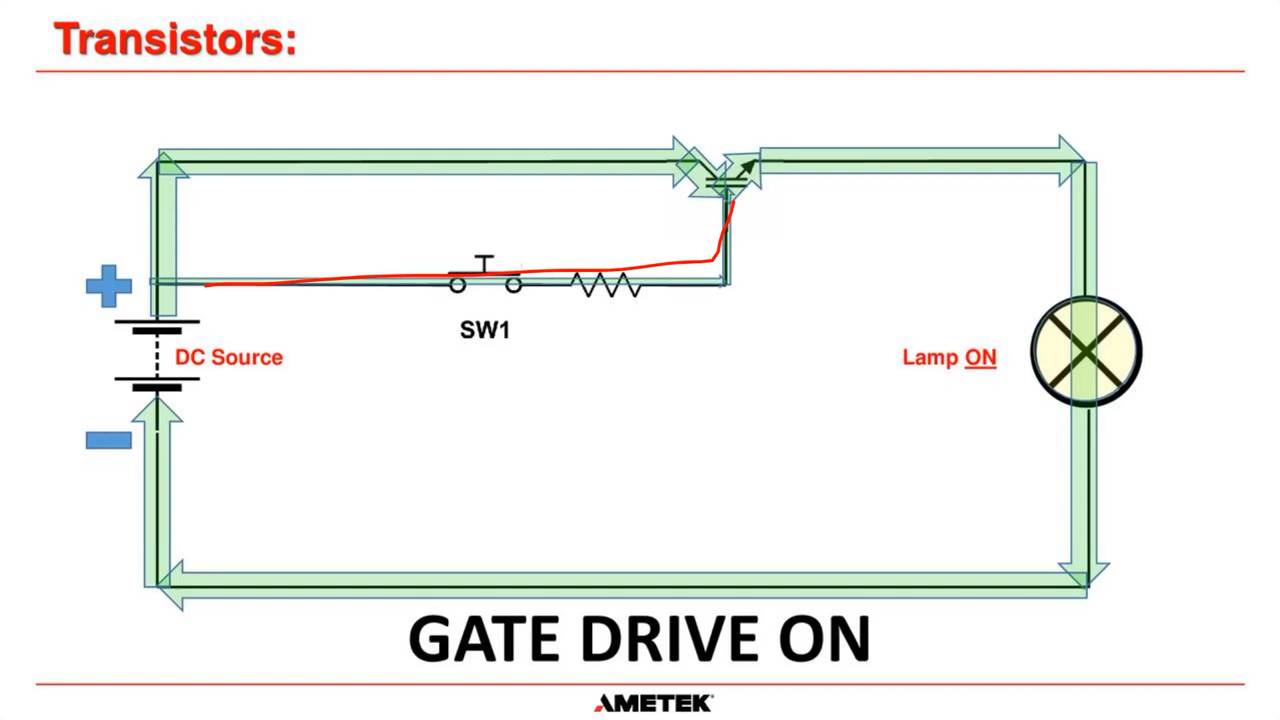 Transistors:
SW1
DC Source
Lamp ON
GATE DRIVE ON
AMETEK